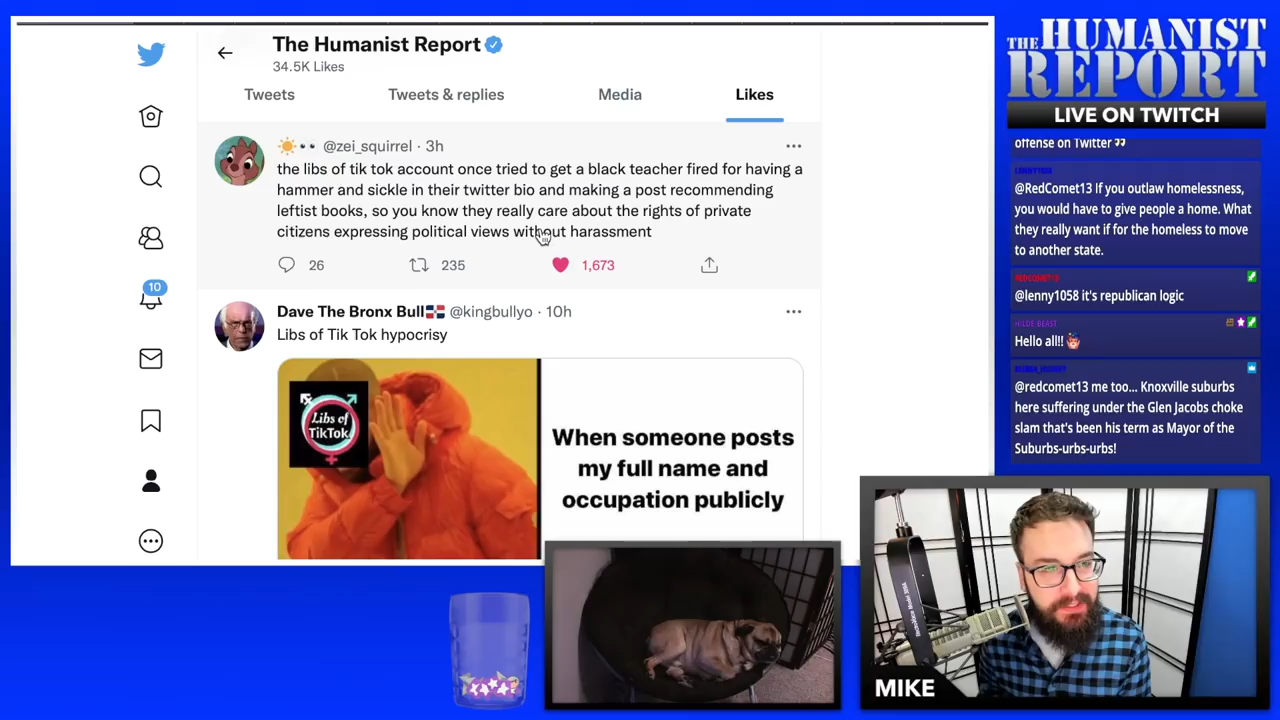 The Humanist Report
34.5K Likes
Tweets
Tweets & replies
Media
Likes
@zei_squirrel · 3h
the libs of tik tok account once tried to get a black teacher fired for having a
hammer and sickle in their twitter bio and making a post recommending
leftist books, so you know they really care about the rights of private
citizens expressing political views without harassment
26
235
1,673
Dave The Bronx Bull @kingbullyo · 10h
Libs of Tik Tok hypocrisy
Libs of
TikTok
When someone posts
my full name and
occupation publicly
10
THE HUMANIST
REPORT
LIVE ON TWITCH
offense on Twitter
LENNY1058
@RedComet13 If you outlaw homelessness,
you would have to give people a home. What
they really want if for the homeless to move
to another state.
REDCOMET13
@lenny1058 it's republican logic
HILDE BEAST
Hello all!!
@redcomet13 me too... Knoxville suburbs
here suffering under the Glen Jacobs choke
slam that's been his term as Mayor of the
Suburbs-urbs-urbs!
MIKE